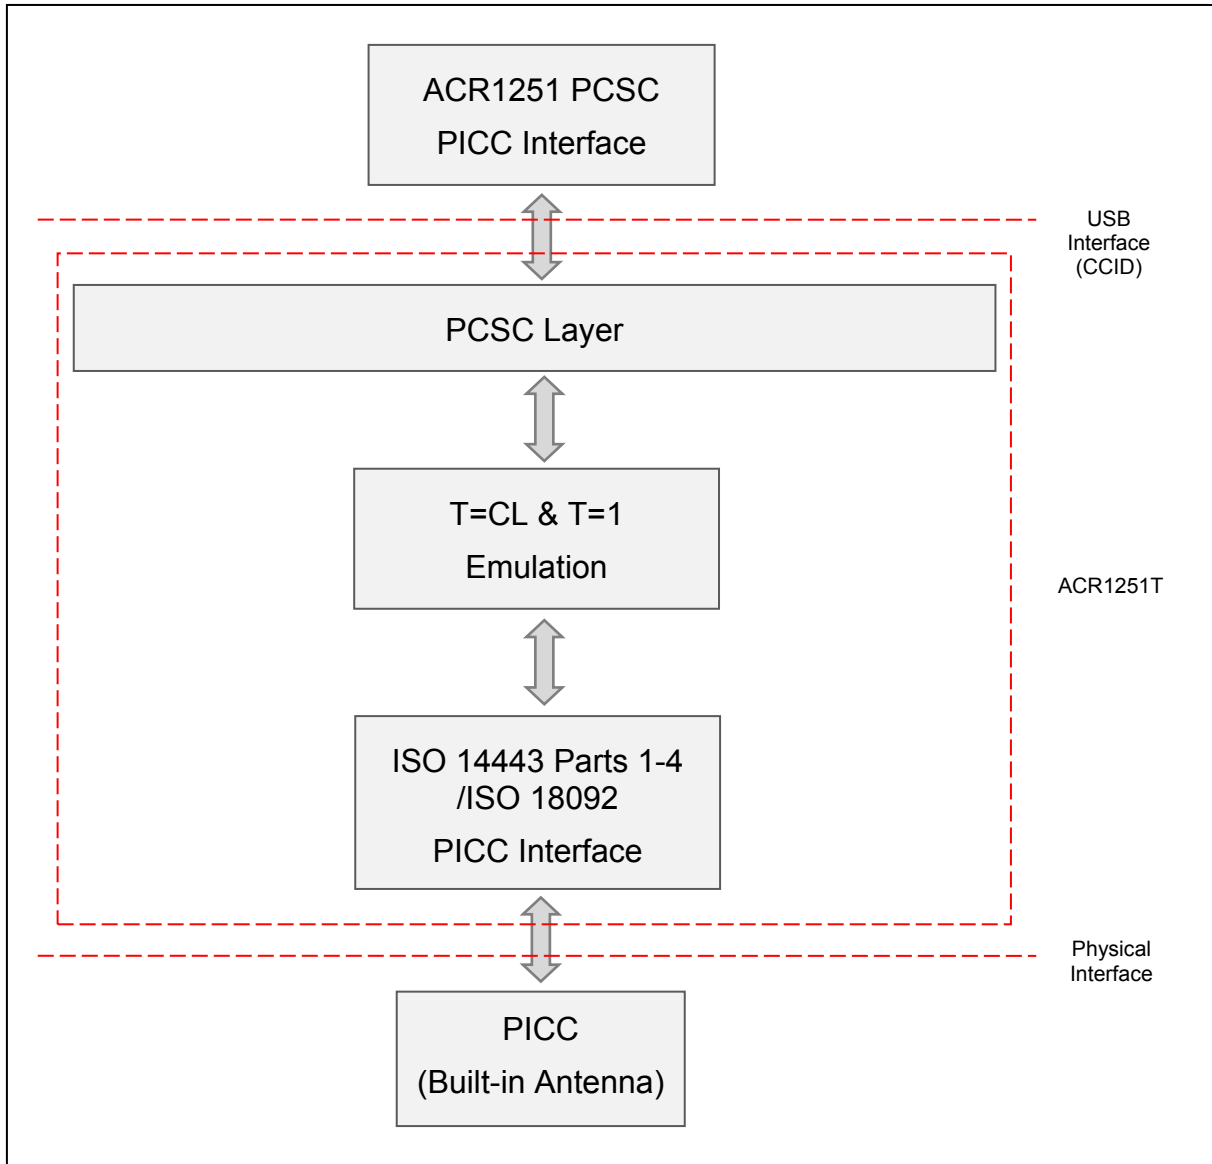 ACR1251 PCSC
PICC Interface
USB
Interface
(CCID)
PCSC Layer
T=CL & T=1
Emulation
ACR1251T
ISO 14443 Parts 1-4
/ISO 18092
PICC Interface
Physical
Interface
PICC
(Built-in Antenna)